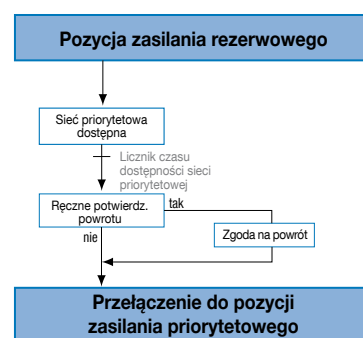 Pozycja zasilania rezerwowego
Sieć priorytetowa
dostępna
Licznik czasu
dostępności sieci
priorytetowej
Ręczne potwierdz.
powrotu
tak
nie
Zgoda na powrót
Przełączenie do pozycji
zasilania priorytetowego